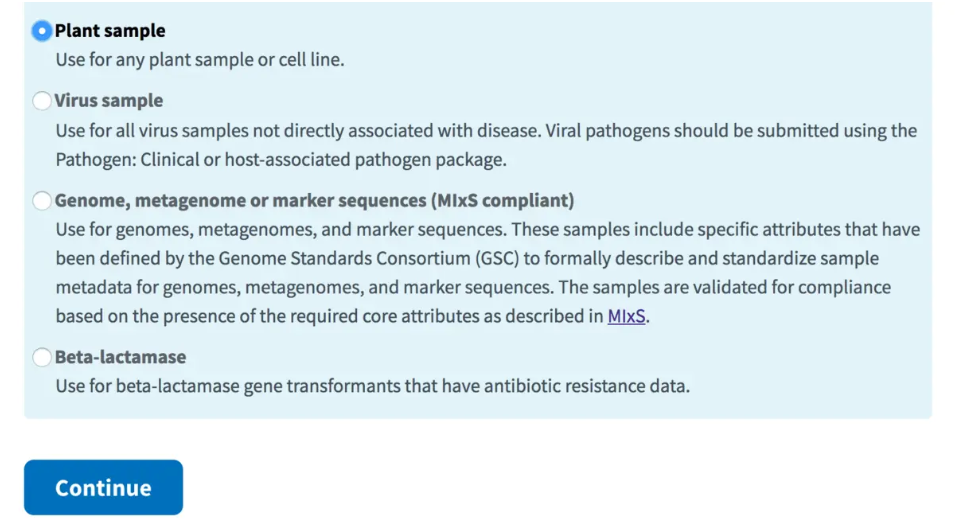 Plant sample
Use for any plant sample or cell line.
Virus sample
Use for all virus samples not directly associated with disease. Viral pathogens should be submitted using the
Pathogen: Clinical or host-associated pathogen package.
Genome, metagenome or marker sequences (MIxS compliant)
Use for genomes, metagenomes, and marker sequences. These samples include specific attributes that have
been defined by the Genome Standards Consortium (GSC) to formally describe and standardize sample
metadata for genomes, metagenomes, and marker sequences. The samples are validated for compliance
based on the presence of the required core attributes as described in MIxS.
Beta-lactamase
Use for beta-lactamase gene transformants that have antibiotic resistance data.
Continue